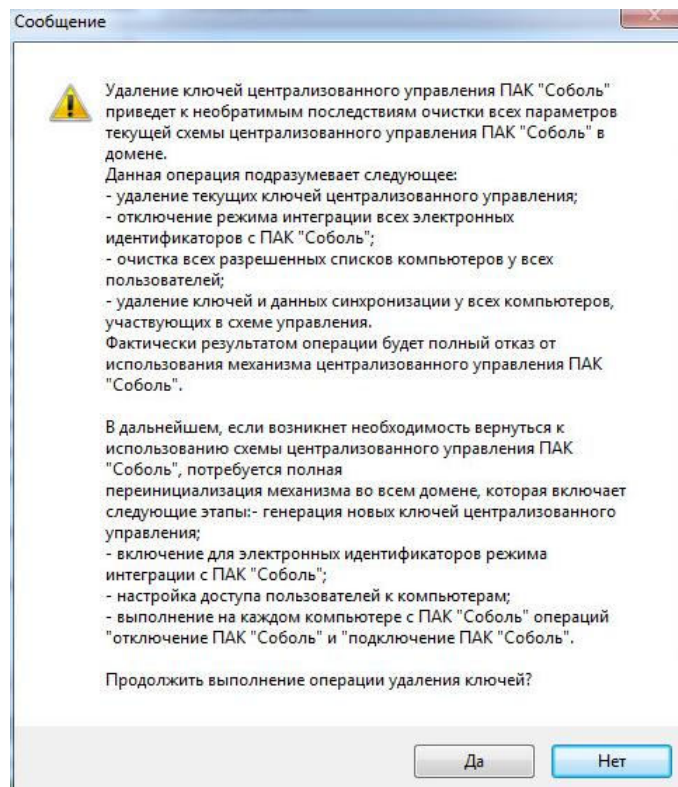 Сообщение
Удаление ключей централизованного управления ПАК "Соболь"
приведет к необратимым последствиям очистки всех параметров
текущей схемы централизованного управления ПАК "Соболь" в
домене.
Данная операция подразумевает следующее:
- удаление текущих ключей централизованного управления;
- отключение режима интеграции всех электронных
идентификаторов с ПАК "Соболь";
- очистка всех разрешенных списков компьютеров у всех
пользователей;
- удаление ключей и данных синхронизации у всех компьютеров,
участвующих в схеме управления.
Фактически результатом операции будет полный отказ от
использования механизма централизованного управления ПАК
"Соболь".
В дальнейшем, если возникнет необходимость вернуться к
использованию схемы централизованного управления ПАК
"Соболь", потребуется полная
переинициализация механизма во всем домене, которая включает
следующие этапы:- генерация новых ключей централизованного
управления;
- включение для электронных идентификаторов режима
интеграции с ПАК "Соболь";
- настройка доступа пользователей к компьютерам;
- выполнение на каждом компьютере с ПАК "Соболь" операций
"отключение ПАК "Соболь" и "подключение ПАК "Соболь".
Продолжить выполнение операции удаления ключей?
Да
Нет